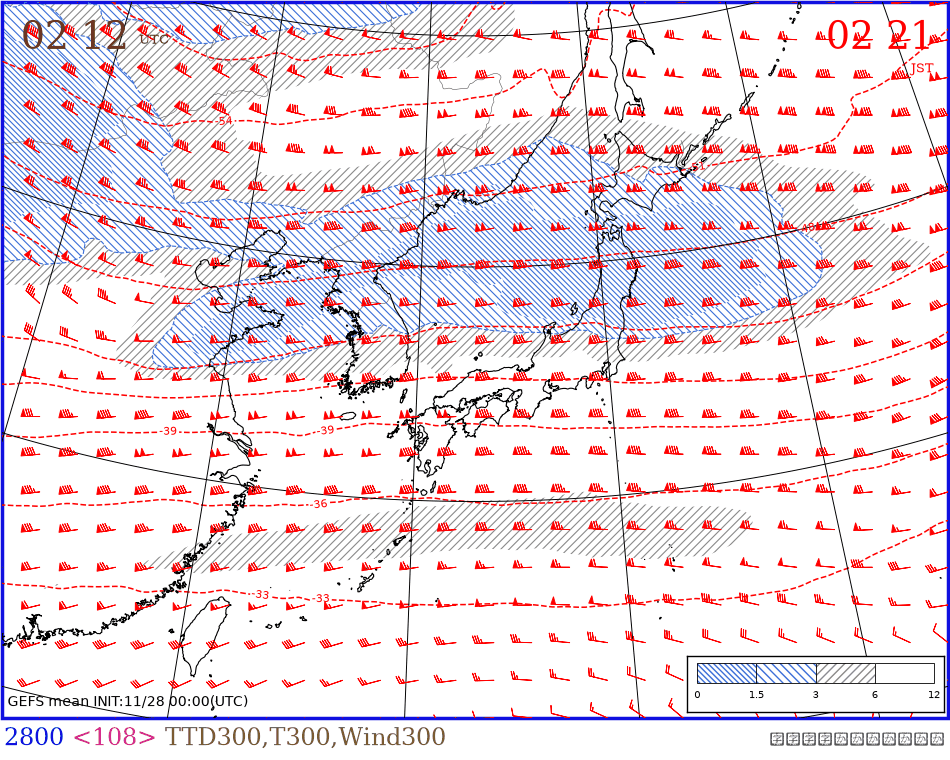 02 12 UTC
02 21
JST
-54
-51
-48
-39
-39
-36
-33
-33
0 1.5 3 6 12
GEFS mean INIT:11/28 00:00(UTC)
2800 <108> TTD300,T300,Wind300